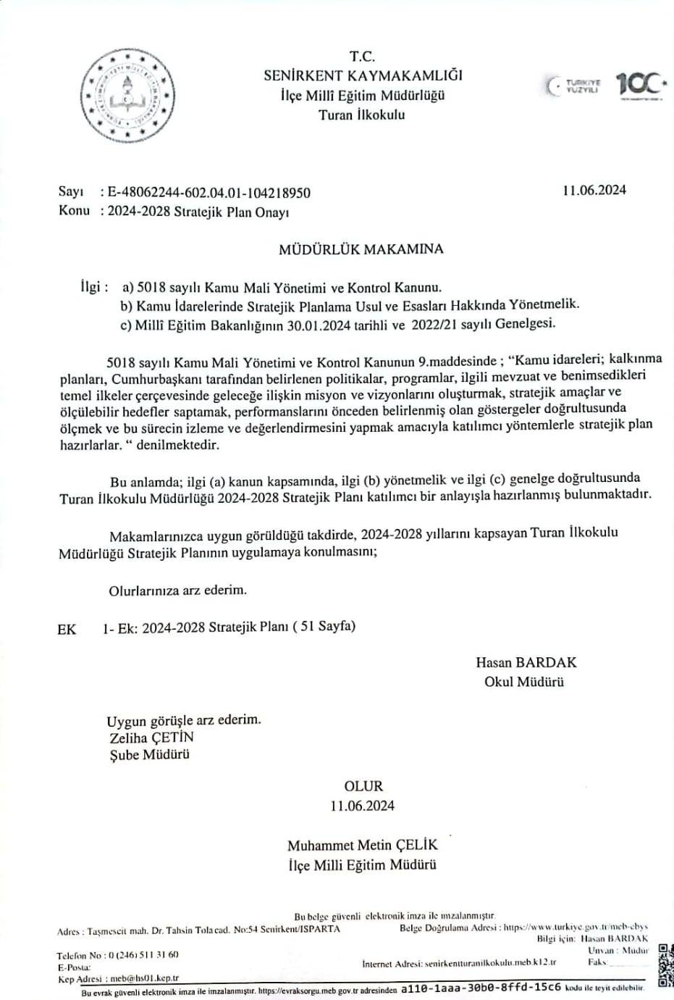 T.C.
SENİRKENT KAYMAKAMLIĞI
İlçe Millî Eğitim Müdürlüğü
Turan İlkokulu
TÜRKİYE
YÜZYILI
100
Sayı : E-48062244-602.04.01-104218950
11.06.2024
Konu : 2024-2028 Stratejik Plan Onayı
MÜDÜRLÜK MAKAMINA
İlgi : a) 5018 sayılı Kamu Mali Yönetimi ve Kontrol Kanunu.
b) Kamu İdarelerinde Stratejik Planlama Usul ve Esasları Hakkında Yönetmelik.
c) Millî Eğitim Bakanlığının 30.01.2024 tarihli ve 2022/21 sayılı Genelgesi.
5018 sayılı Kamu Mali Yönetimi ve Kontrol Kanunun 9.maddesinde ; “Kamu idareleri; kalkınma
planları, Cumhurbaşkanı tarafından belirlenen politikalar, programlar, ilgili mevzuat ve benimsedikleri
temel ilkeler çerçevesinde geleceğe ilişkin misyon ve vizyonlarını oluşturmak, stratejik amaçlar ve
ölçülebilir hedefler saptamak, performanslarını önceden belirlenmiş olan göstergeler doğrultusunda
ölçmek ve bu sürecin izleme ve değerlendirmesini yapmak amacıyla katılımcı yöntemlerle stratejik plan
hazırlarlar. “ denilmektedir.
Bu anlamda; ilgi (a) kanun kapsamında, ilgi (b) yönetmelik ve ilgi (c) genelge doğrultusunda
Turan İlkokulu Müdürlüğü 2024-2028 Stratejik Planı katılımcı bir anlayışla hazırlanmış bulunmaktadır.
Makamlarınızca uygun görüldüğü takdirde, 2024-2028 yıllarını kapsayan Turan İlkokulu
Müdürlüğü Stratejik Planının uygulamaya konulmasını;
Olurlarınıza arz ederim.
EK 1- Ek: 2024-2028 Stratejik Planı ( 51 Sayfa)
Hasan BARDAK
Okul Müdürü
Uygun görüşle arz ederim.
Zeliha ÇETİN
Şube Müdürü
OLUR
11.06.2024
Muhammet Metin ÇELİK
İlçe Milli Eğitim Müdürü
Bu belge güvenli elektronik imza ile imzalanmıştır.
Adres : Taşmescit mah. Dr. Tahsin Tola cad. No:54 Senirkent/ISPARTA
Belge Doğrulama Adresi : https://www.turkiye.gov.tr/meb-ebys
Bilgi için: Hasan BARDAK
Telefon No : 0 (246) 511 31 60
Unvan : Müdür
E-Posta:
İnternet Adresi: senirkentturanilkokulu.meb.k12.tr
Faks:
Kep Adresi : meb@hs01.kep.tr
Bu evrak güvenli elektronik imza ile imzalanmıştır. https://evraksorgu.meb.gov.tr adresinden a110-1aaa-30b0-8ffd-15c6 kodu ile teyit edilebilir.